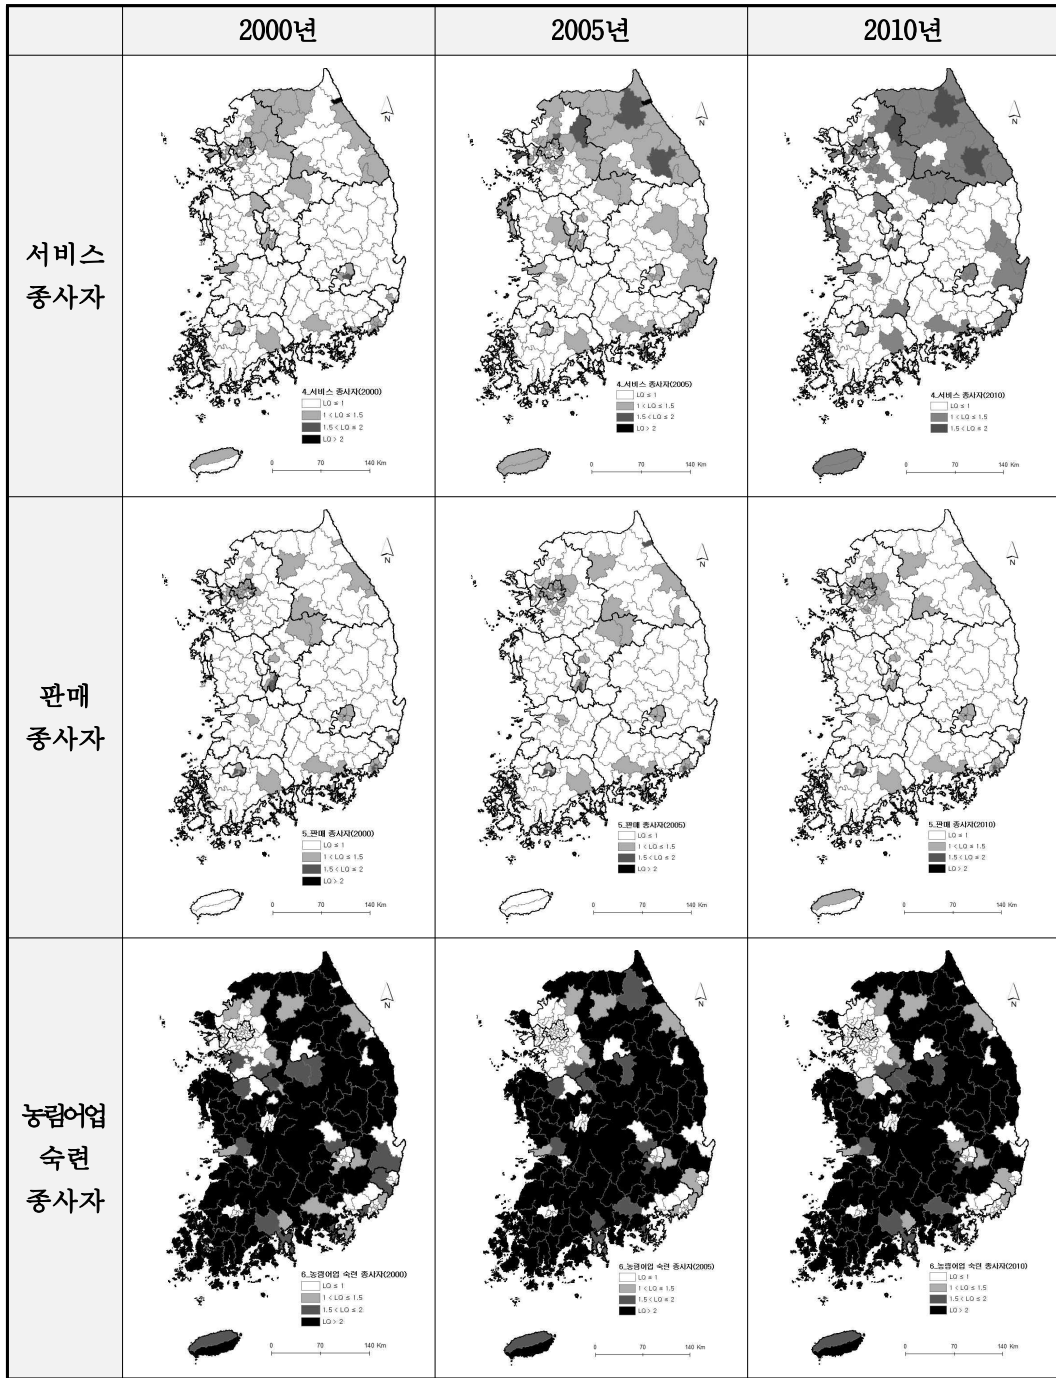 2000년
2005년
2010년
서비스
종사자
N
4_서비스 종사자(2000)
LQ ≤ 1
1 < LQ ≤ 1.5
1.5 < LQ ≤ 2
LQ > 2
0 70 140 Km
N
4_서비스 종사자(2005)
LQ ≤ 1
1 < LQ ≤ 1.5
1.5 < LQ ≤ 2
LQ > 2
0 70 140 Km
N
4_서비스 종사자(2010)
LQ ≤ 1
1 < LQ ≤ 1.5
1.5 < LQ ≤ 2
0 70 140 Km
판매
종사자
N
5_판매 종사자(2000)
LQ ≤ 1
1 < LQ ≤ 1.5
1.5 < LQ ≤ 2
LQ > 2
0 70 140 Km
N
5_판매 종사자(2005)
LQ ≤ 1
1 < LQ ≤ 1.5
1.5 < LQ ≤ 2
LQ > 2
0 70 140 Km
N
5_판매 종사자(2010)
LQ ≤ 1
1 < LQ ≤ 1.5
1.5 < LQ ≤ 2
LQ > 2
0 70 140 Km
농림어업
숙련
종사자
N
6_농림어업 숙련 종사자(2000)
LQ ≤ 1
1 < LQ ≤ 1.5
1.5 < LQ ≤ 2
LQ > 2
0 70 140 Km
N
6_농림어업 숙련 종사자(2005)
LQ ≤ 1
1 < LQ ≤ 1.5
1.5 < LQ ≤ 2
LQ > 2
0 70 140 Km
N
6_농림어업 숙련 종사자(2010)
LQ ≤ 1
1 < LQ ≤ 1.5
1.5 < LQ ≤ 2
LQ > 2
0 70 140 Km